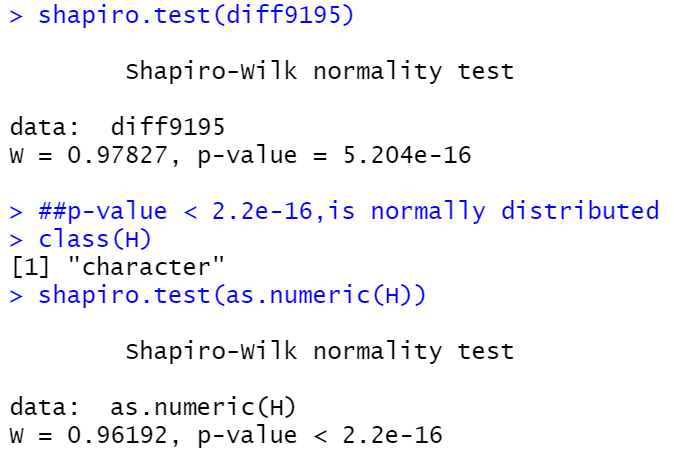 > shapiro.test(diff9195)
Shapiro-Wilk normality test
data:  diff9195
W = 0.97827, p-value = 5.204e-16
> ##p-value < 2.2e-16,is normally distributed
> class(H)
[1] "character"
> shapiro.test(as.numeric(H))
Shapiro-Wilk normality test
data:  as.numeric(H)
W = 0.96192, p-value < 2.2e-16